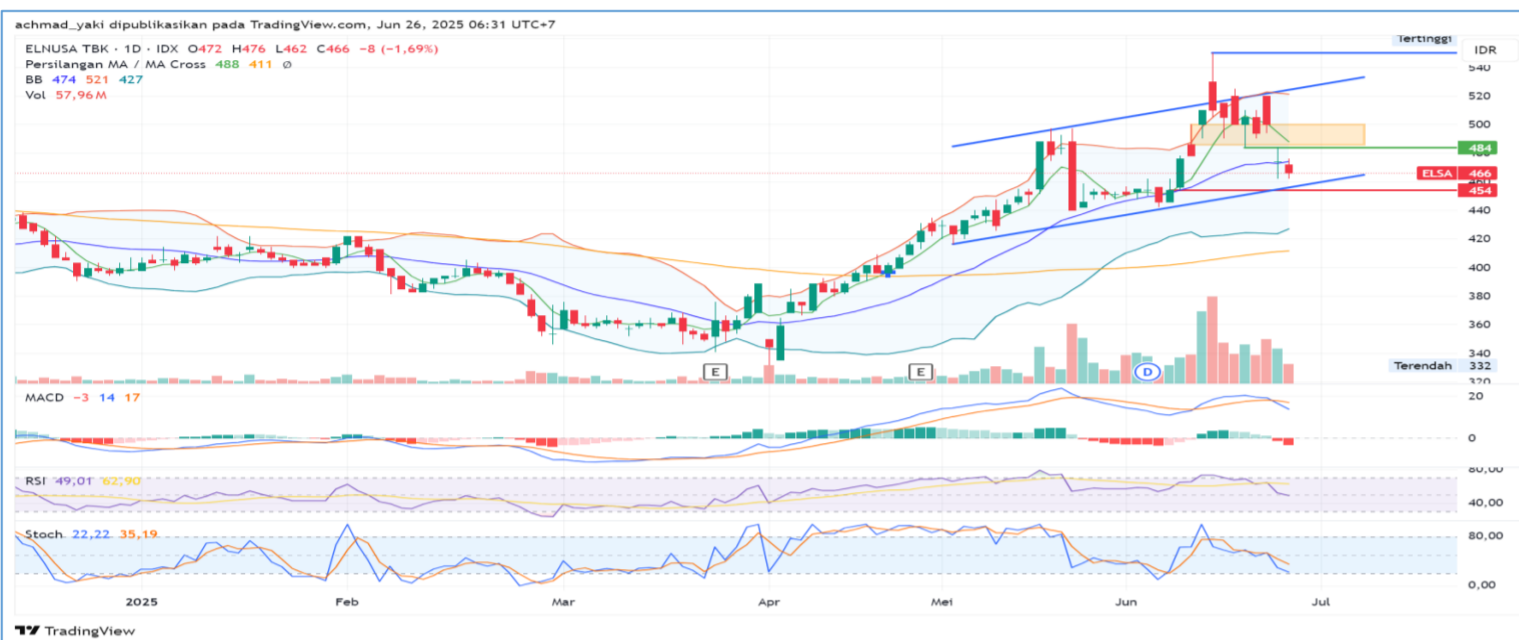 achmad_yaki dipublikasikan pada TradingView.com, Jun 26, 2025 06:31 UTC+7
ELNUSA TBK · 1D · IDX O472 H476 L462 C466 −8 (−1,69%)
Persilangan MA / MA Cross 488 411 ∅
BB 474 521 427
Vol 57,96 M
Tertinggi
IDR
540
520
500
484
ELSA 466
460
454
440
420
400
380
360
340
Terendah 332
320
E
E
D
MACD −3 14 17
20
0
RSI 49,01 62,90
80,00
40,00
Stoch 22,22 35,19
80,00
0,00
2025 Feb Mar Apr Mei Jun Jul
TradingView